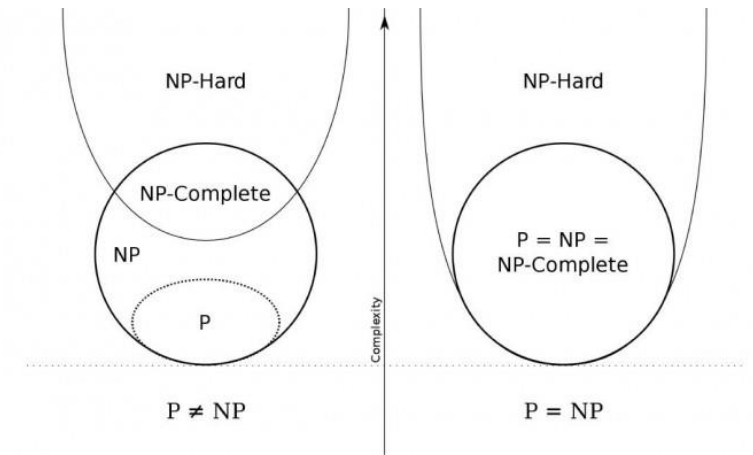 NP-Hard
NP-Complete
NP
P
P ≠ NP
Complexity
NP-Hard
P = NP =
NP-Complete
P = NP